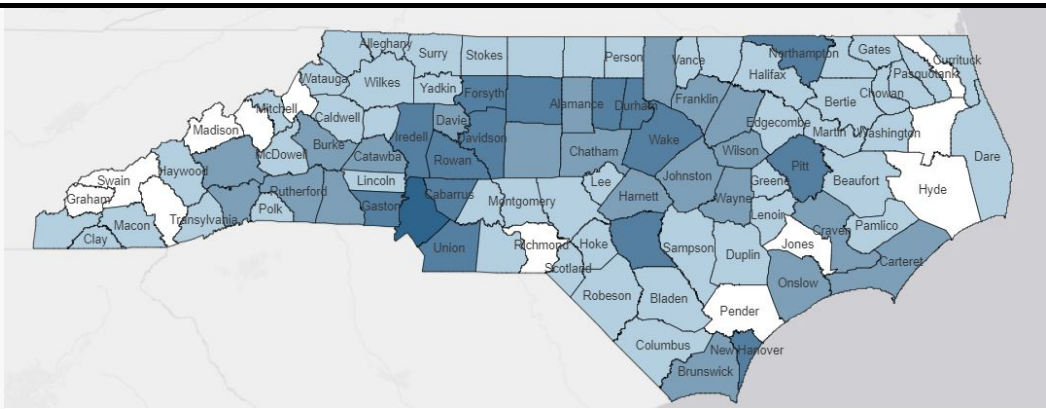 Alleghany
Surry
Stokes
Person
Vance
Northampton
Gates
Currituck
Pasquotank
Watauga
Wilkes
Yadkin
Forsyth
Halifax
Chowan
Bertie
Mitchell
Caldwell
Davie
Alamance
Durham
Franklin
Edgecombe
Martin
Washington
Madison
Iredell
Davidson
Burke
McDowell
Catawba
Rowan
Chatham
Wake
Wilson
Pitt
Dare
Haywood
Swain
Rutherford
Lincoln
Lee
Johnston
Greene
Beaufort
Hyde
Graham
Polk
Gaston
Cabarrus
Montgomery
Harnett
Wayne
Lenoir
Macon
Transylvania
Craven
Pamlico
Clay
Union
Richmond
Hoke
Sampson
Duplin
Jones
Scotland
Carteret
Onslow
Robeson
Bladen
Pender
Columbus
New Hanover
Brunswick